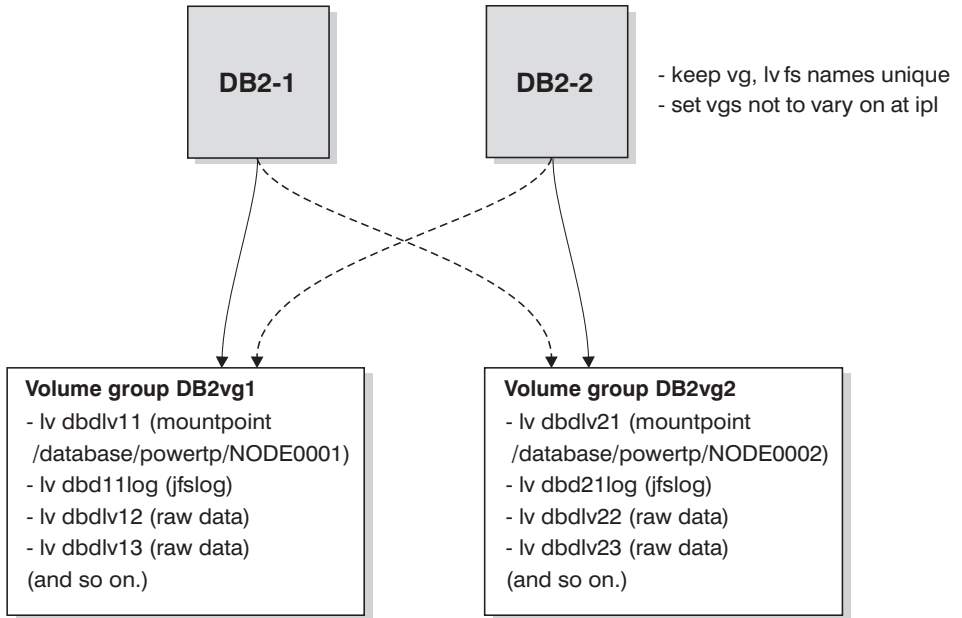 DB2-1
DB2-2
- keep vg, lv fs names unique
- set vgs not to vary on at ipl
Volume group DB2vg1
- lv dbdlv11 (mountpoint
/database/powertp/NODE0001)
- lv dbd11log (jfslog)
- lv dbdlv12 (raw data)
- lv dbdlv13 (raw data)
(and so on.)
Volume group DB2vg2
- lv dbdlv21 (mountpoint
/database/powertp/NODE0002)
- lv dbd21log (jfslog)
- lv dbdlv22 (raw data)
- lv dbdlv23 (raw data)
(and so on.)